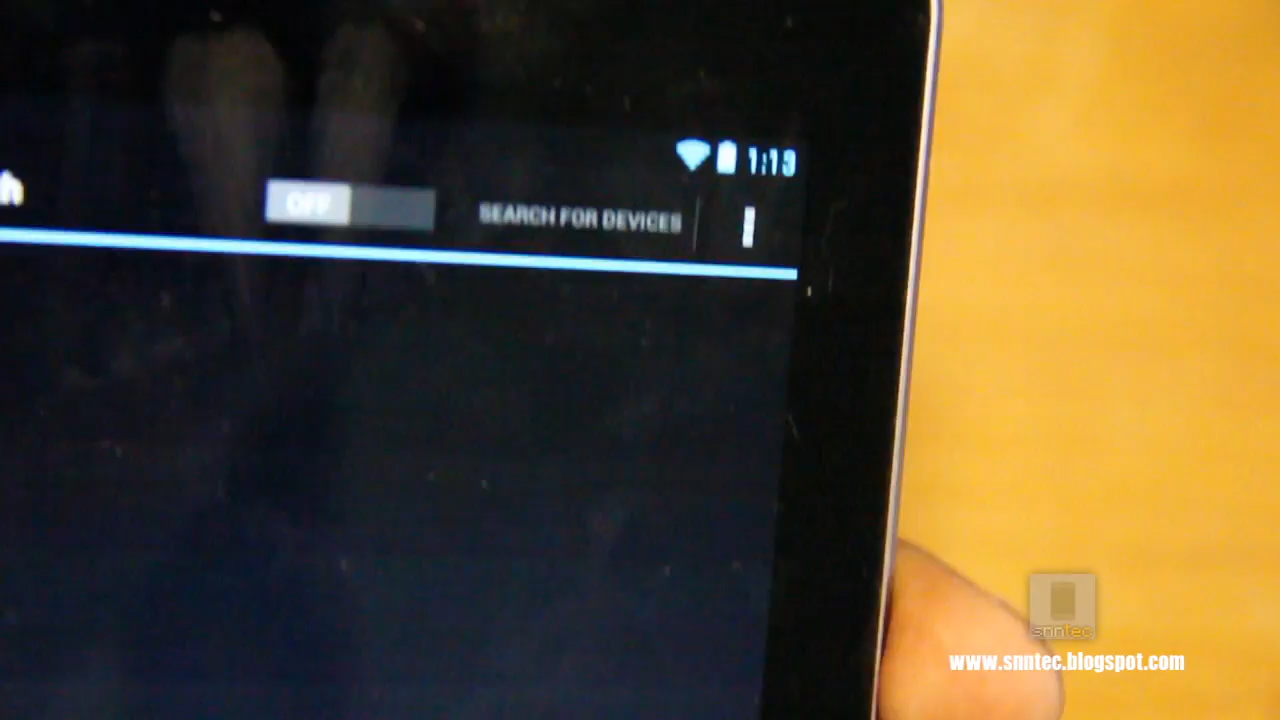 1:13
h
OFF
SEARCH FOR DEVICES
snntec
www.snntec.blogspot.com